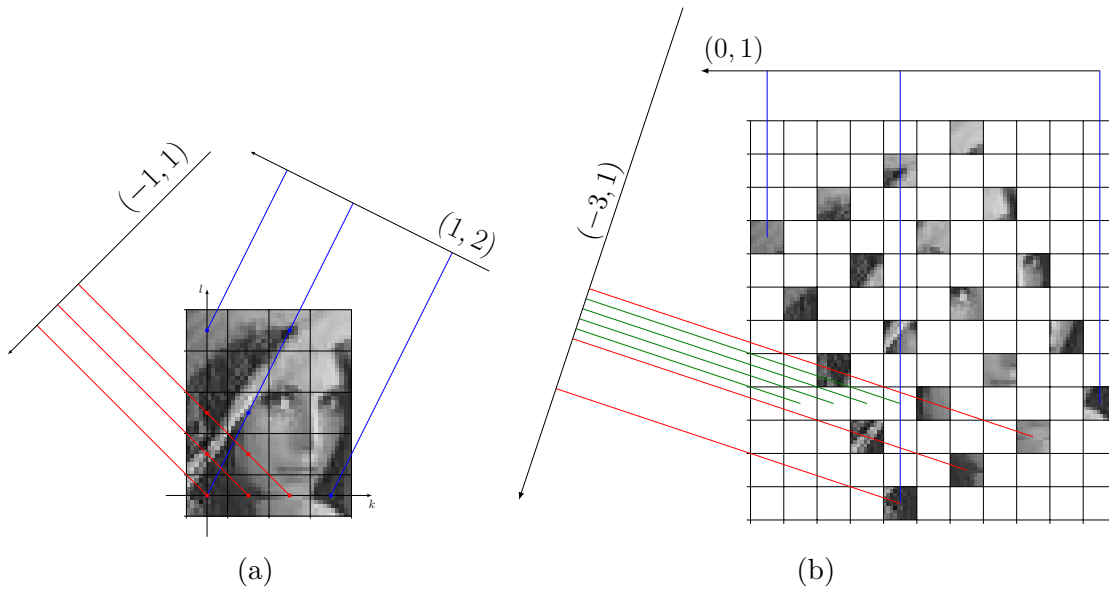 (−1, 1)
(1, 2)
l
k
(a)
(0, 1)
(−3, 1)
(b)